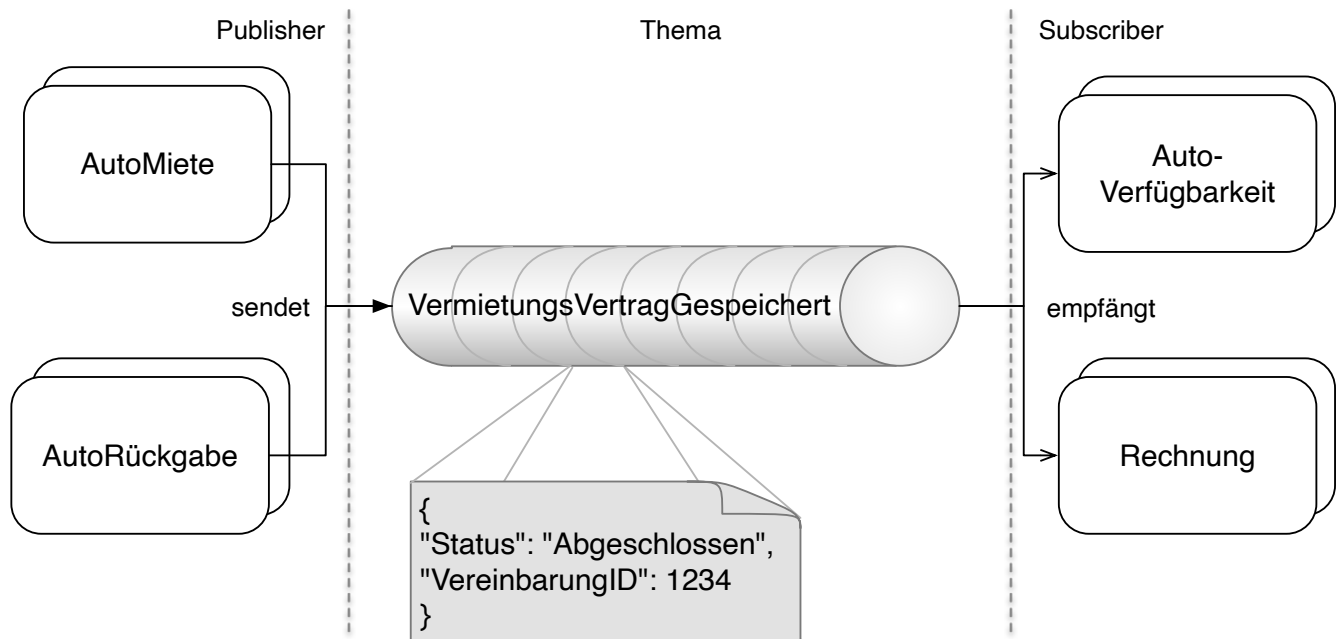 Publisher
Thema
Subscriber
AutoMiete
Auto-
Verfügbarkeit
sendet
VermietungsVertragGespeichert
empfängt
AutoRückgabe
Rechnung
{
"Status": "Abgeschlossen",
"VereinbarungID": 1234
}